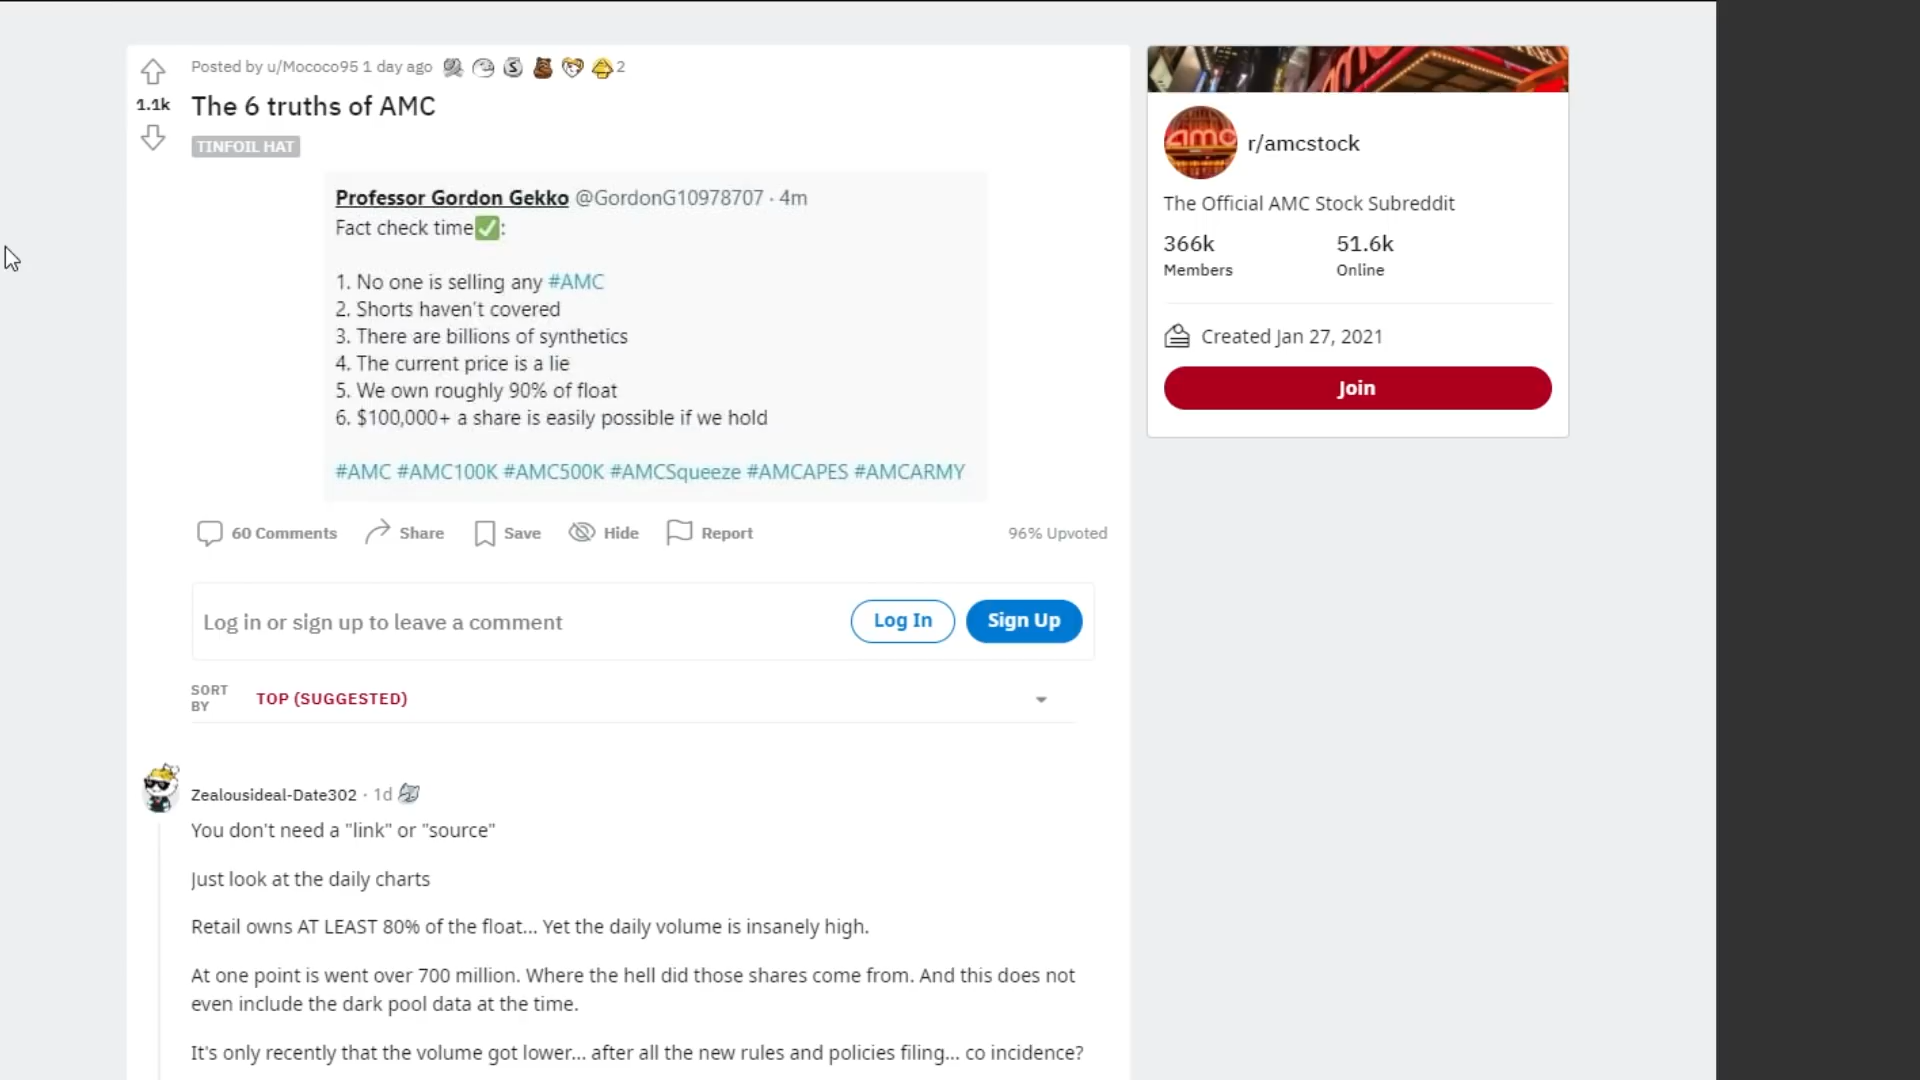 Posted by u/Mococo95 1 day ago 2
1.1k
The 6 truths of AMC
TINFOIL HAT
Professor Gordon Gekko @GordonG10978707 · 4m
Fact check time✅:
1. No one is selling any #AMC
2. Shorts haven't covered
3. There are billions of synthetics
4. The current price is a lie
5. We own roughly 90% of float
6. $100,000+ a share is easily possible if we hold
#AMC #AMC100K #AMC500K #AMCSqueeze #AMCAPES #AMCARMY
60 Comments Share Save Hide Report 96% Upvoted
Log in or sign up to leave a comment Log In Sign Up
SORT BY TOP (SUGGESTED)
Zealousideal-Date302 · 1d
You don't need a "link" or "source"
Just look at the daily charts
Retail owns AT LEAST 80% of the float... Yet the daily volume is insanely high.
At one point is went over 700 million. Where the hell did those shares come from. And this does not
even include the dark pool data at the time.
It's only recently that the volume got lower... after all the new rules and policies filing... co incidence?
amc
r/amcstock
The Official AMC Stock Subreddit
366k 51.6k
Members Online
Created Jan 27, 2021
Join